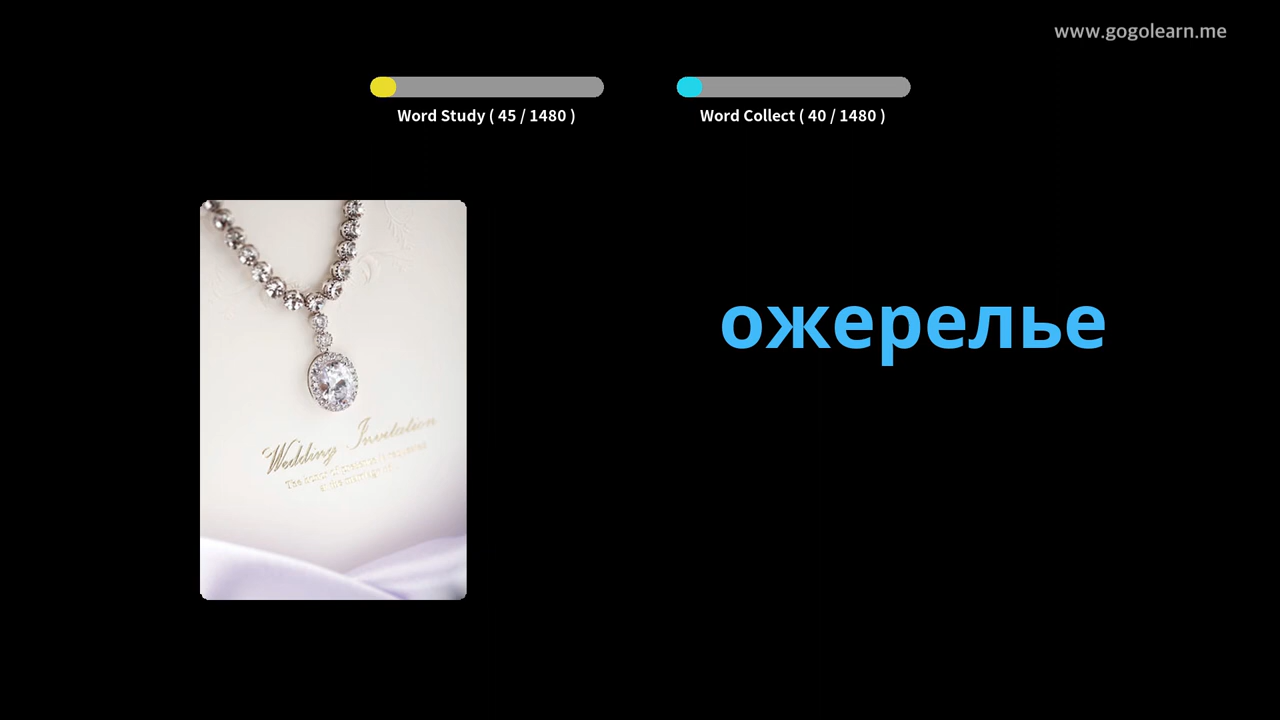 www.gogolearn.me
Word Study ( 45 / 1480 )
Word Collect ( 40 / 1480 )
ожерелье
Wedding Invitation